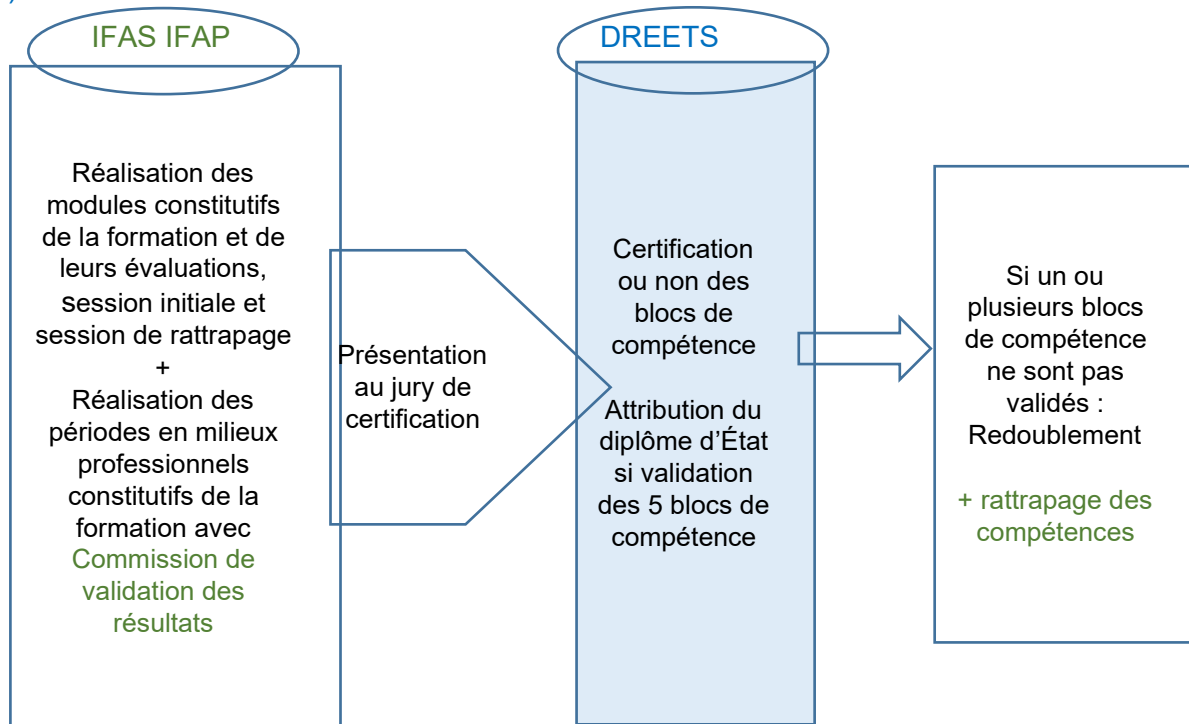 )
IFAS IFAP
Réalisation des
modules constitutifs
de la formation et de
leurs évaluations,
session initiale et
session de rattrapage
+
Réalisation des
périodes en milieux
professionnels
constitutifs de la
formation avec
Commission de
validation des
résultats
Présentation
au jury de
certification
DREETS
Certification
ou non des
blocs de
compétence
Attribution du
diplôme d’État
si validation
des 5 blocs de
compétence
Si un ou
plusieurs blocs
de compétence
ne sont pas
validés :
Redoublement
+ rattrapage des
compétences